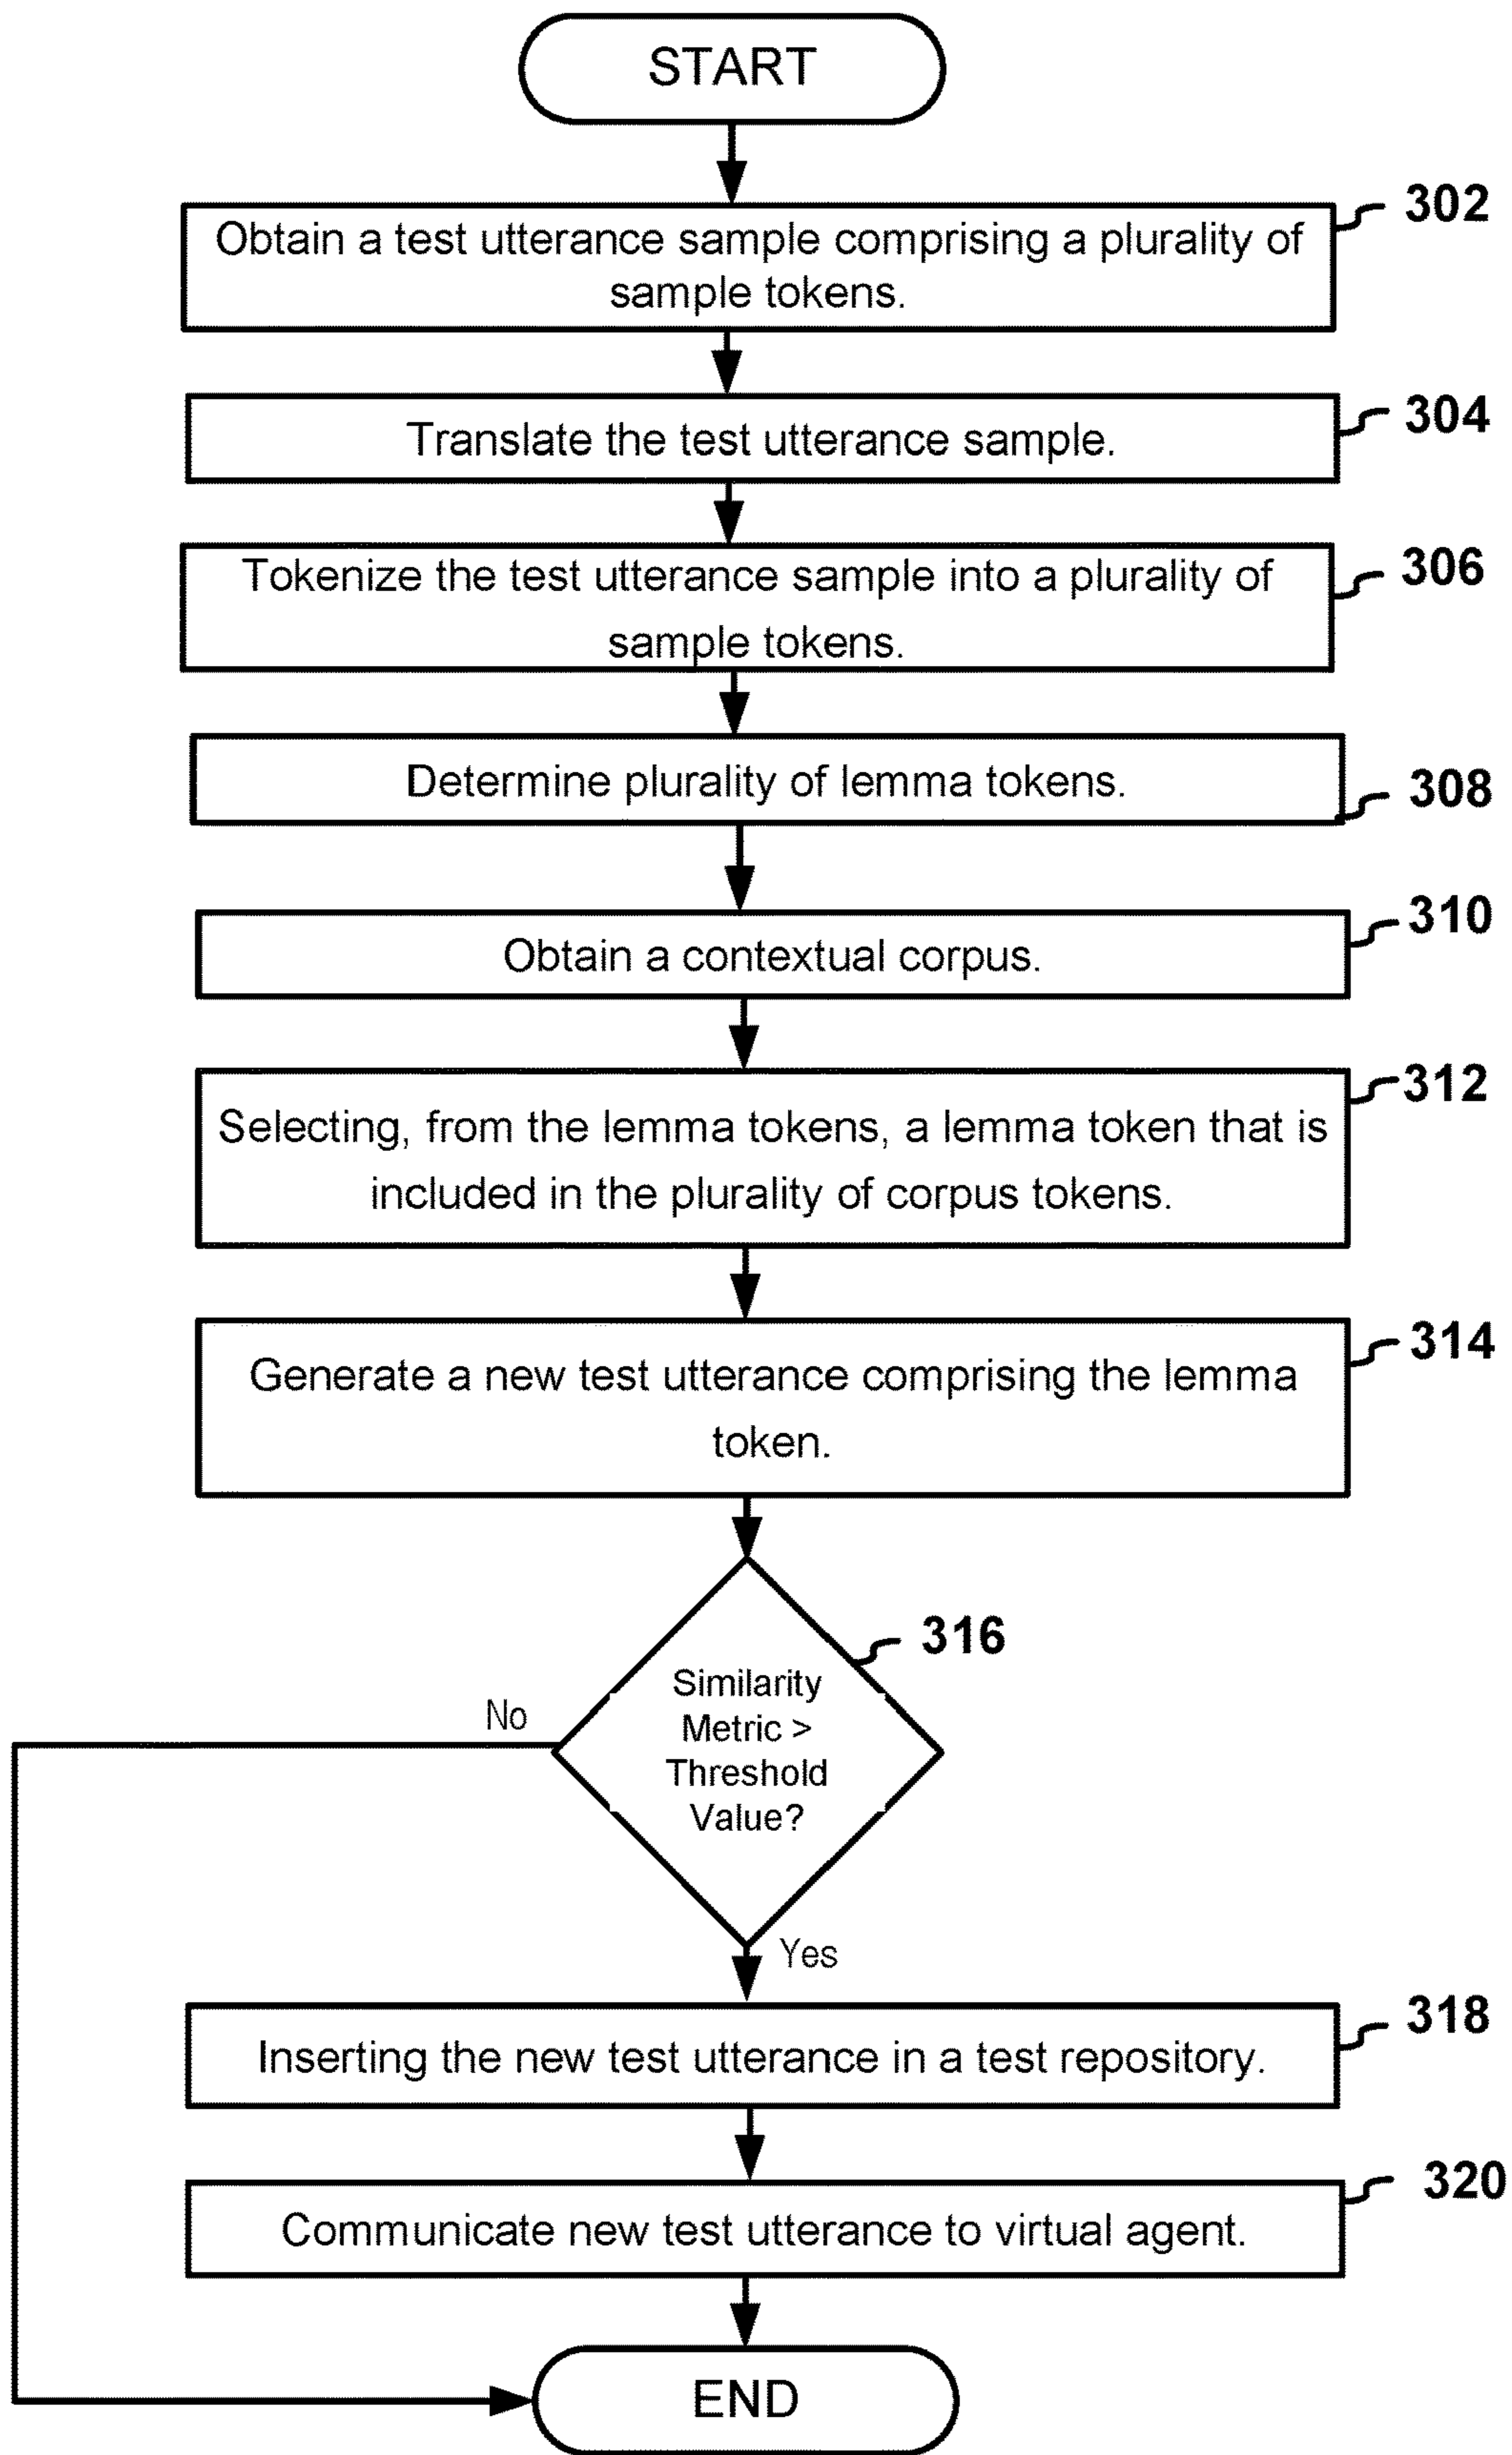 START
302
Obtain a test utterance sample comprising a plurality of
sample tokens.
304
Translate the test utterance sample.
306
Tokenize the test utterance sample into a plurality of
sample tokens.
Determine plurality of lemma tokens.
308
310
Obtain a contextual corpus.
312
Selecting, from the lemma tokens, a lemma token that is
included in the plurality of corpus tokens.
314
Generate a new test utterance comprising the lemma
token.
316
Similarity
Metric >
Threshold
Value?
No
Yes
318
Inserting the new test utterance in a test repository.
320
Communicate new test utterance to virtual agent.
END